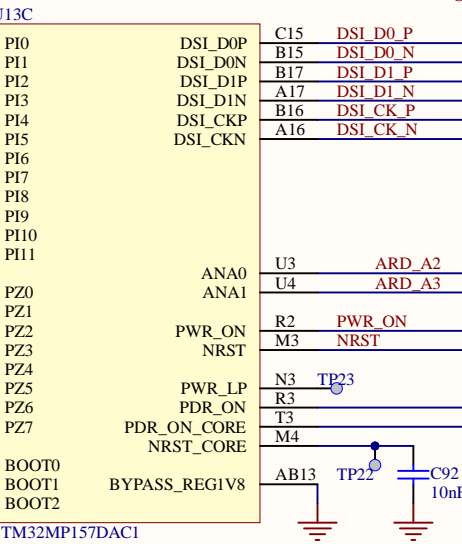 U13C
PI0 DSI_D0P C15 DSI_D0_P
PI1 DSI_D0N B15 DSI_D0_N
PI2 DSI_D1P B17 DSI_D1_P
PI3 DSI_D1N A17 DSI_D1_N
PI4 DSI_CKP B16 DSI_CK_P
PI5 DSI_CKN A16 DSI_CK_N
PI6
PI7
PI8
PI9
PI10
PI11
ANA0 U3 ARD_A2
PZ0 ANA1 U4 ARD_A3
PZ1
PZ2 PWR_ON R2 PWR_ON
PZ3 NRST M3 NRST
PZ4
PZ5 PWR_LP N3 TP23
PZ6 PDR_ON R3
PZ7 PDR_ON_CORE T3
NRST_CORE M4
BOOT0 TP22 C92
BOOT1 BYPASS_REG1V8 AB13 10nF
BOOT2
TM32MP157DAC1